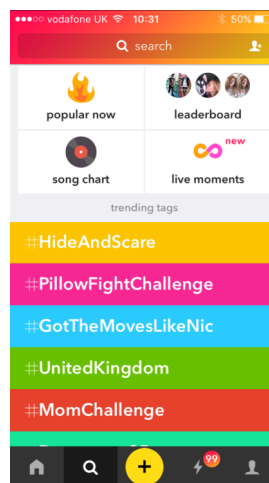 vodafone UK 10:31 50%
search
popular now
leaderboard
new
song chart
live moments
trending tags
#HideAndScare
#PillowFightChallenge
#GotTheMovesLikeNic
#UnitedKingdom
#MomChallenge
99